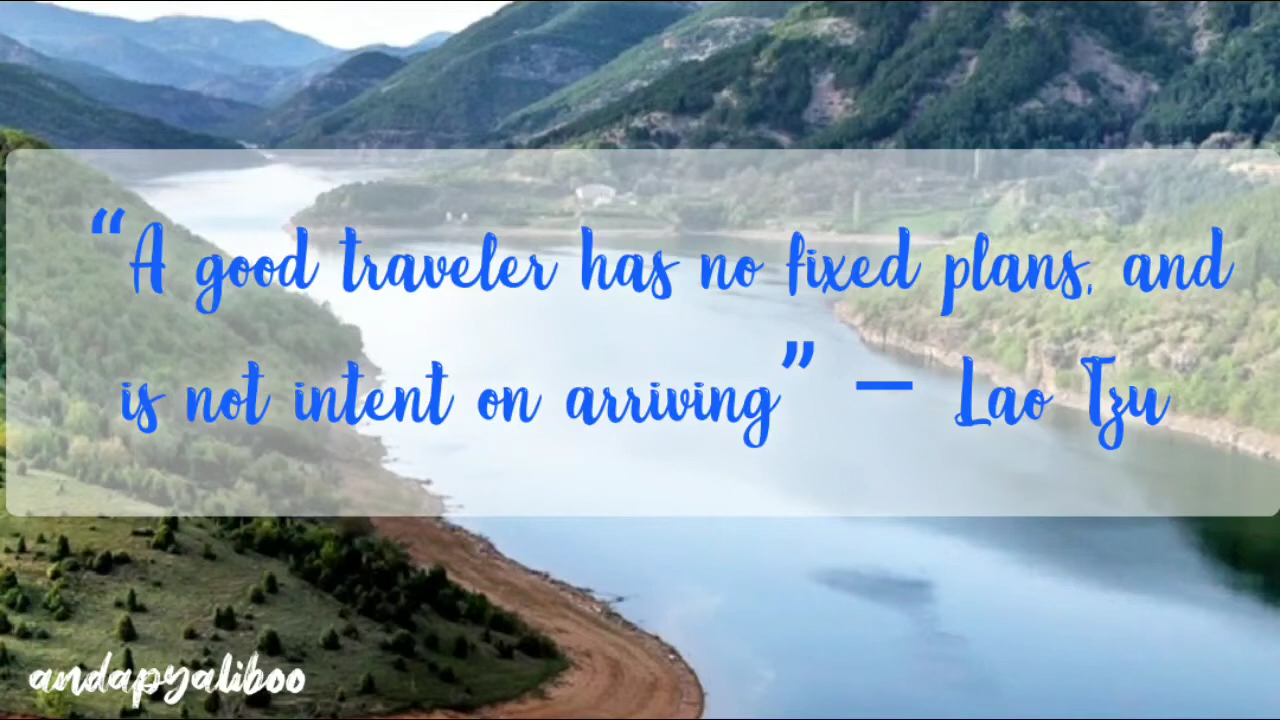 “A good traveler has no fixed plans, and
is not intent on arriving” – Lao Tzu
andapyaliboo